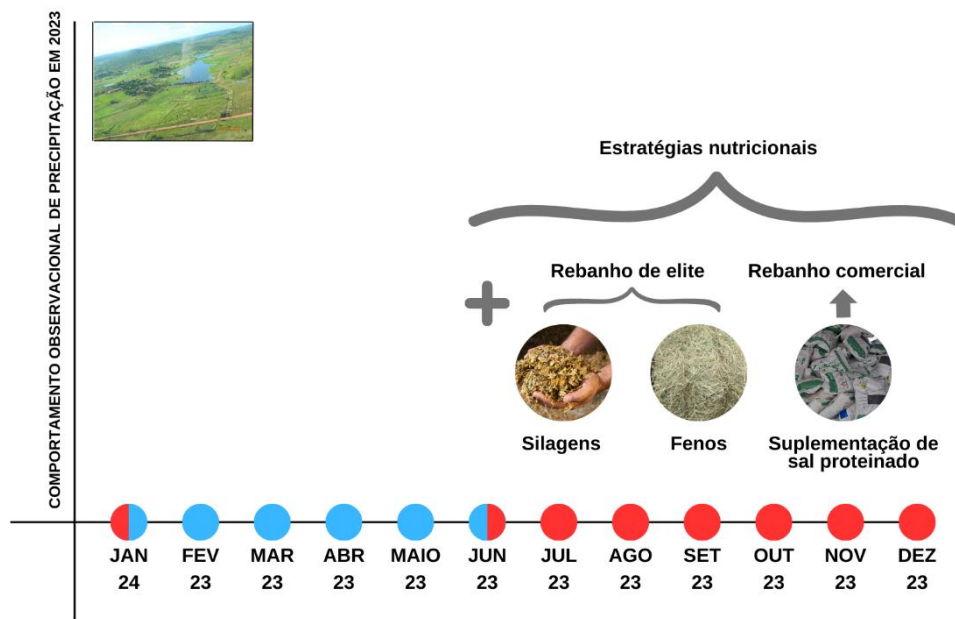 COMPORTAMENTO OBSERVACIONAL DE PRECIPITAÇÃO EM 2023
Estratégias nutricionais
Rebanho de elite
Rebanho comercial
Silagens
Fenos
Suplementação de
sal proteinado
JAN FEV MAR ABR MAIO JUN JUL AGO SET OUT NOV DEZ
24 23 23 23 23 23 23 23 23 23 23 23